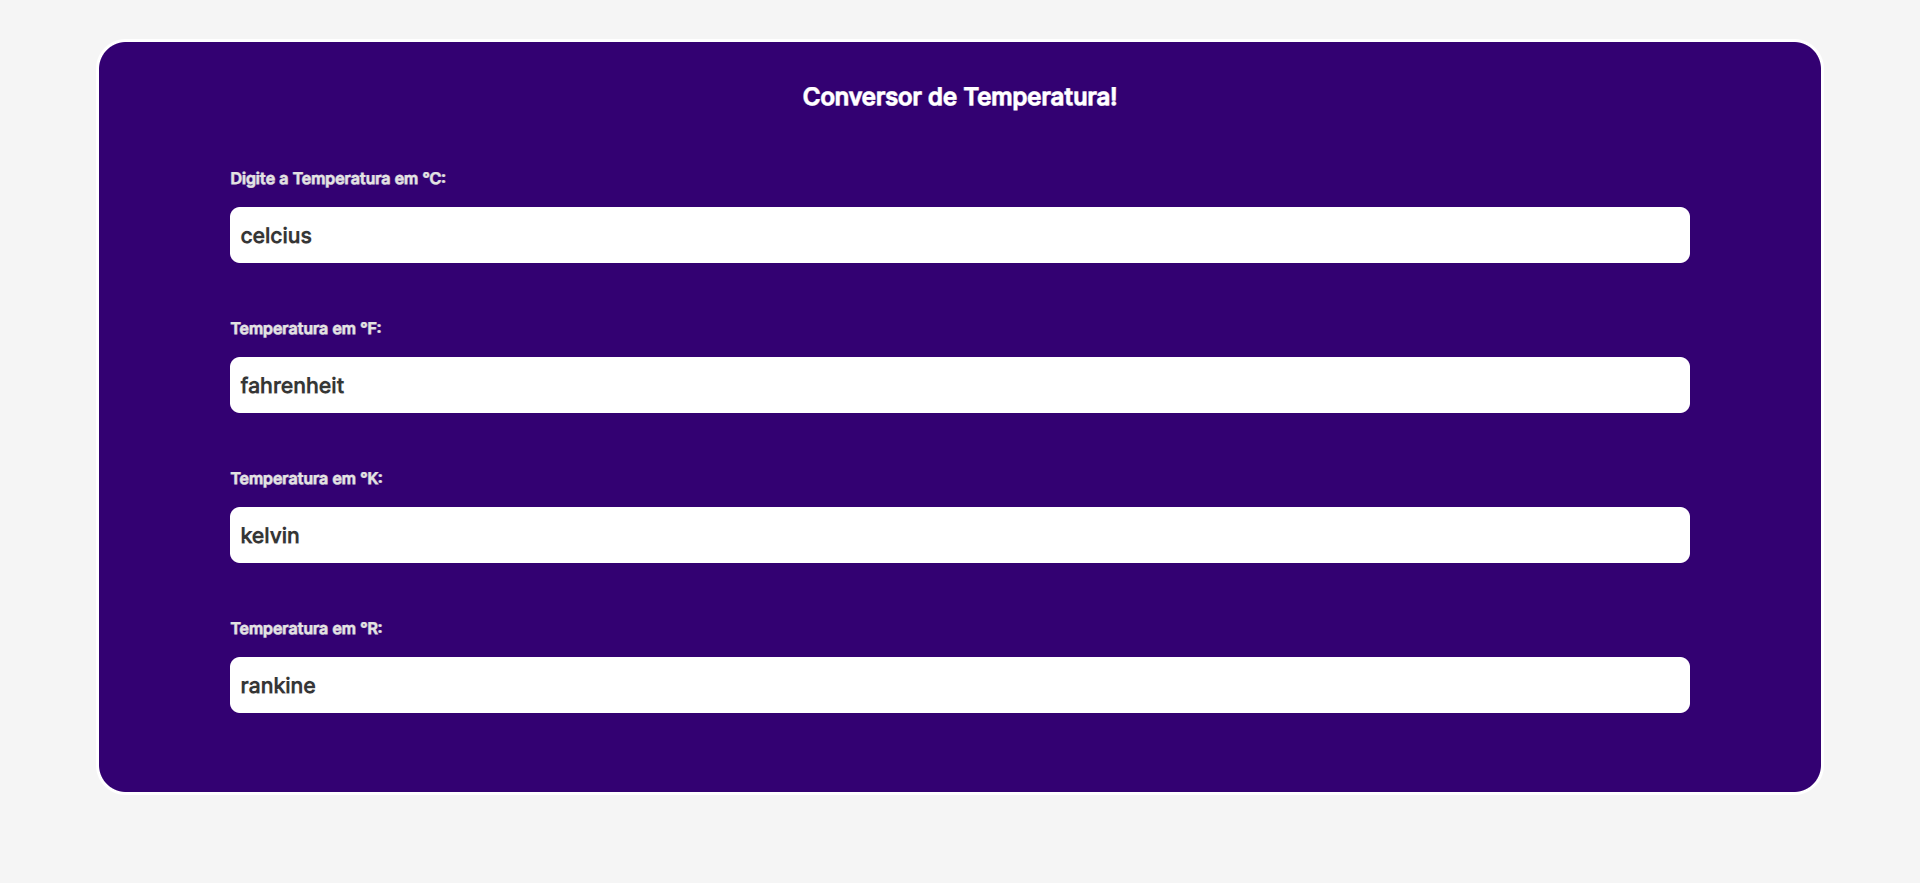 Conversor de Temperatura!
Digite a Temperatura em °C:
celcius
Temperatura em °F:
fahrenheit
Temperatura em °K:
kelvin
Temperatura em °R:
rankine